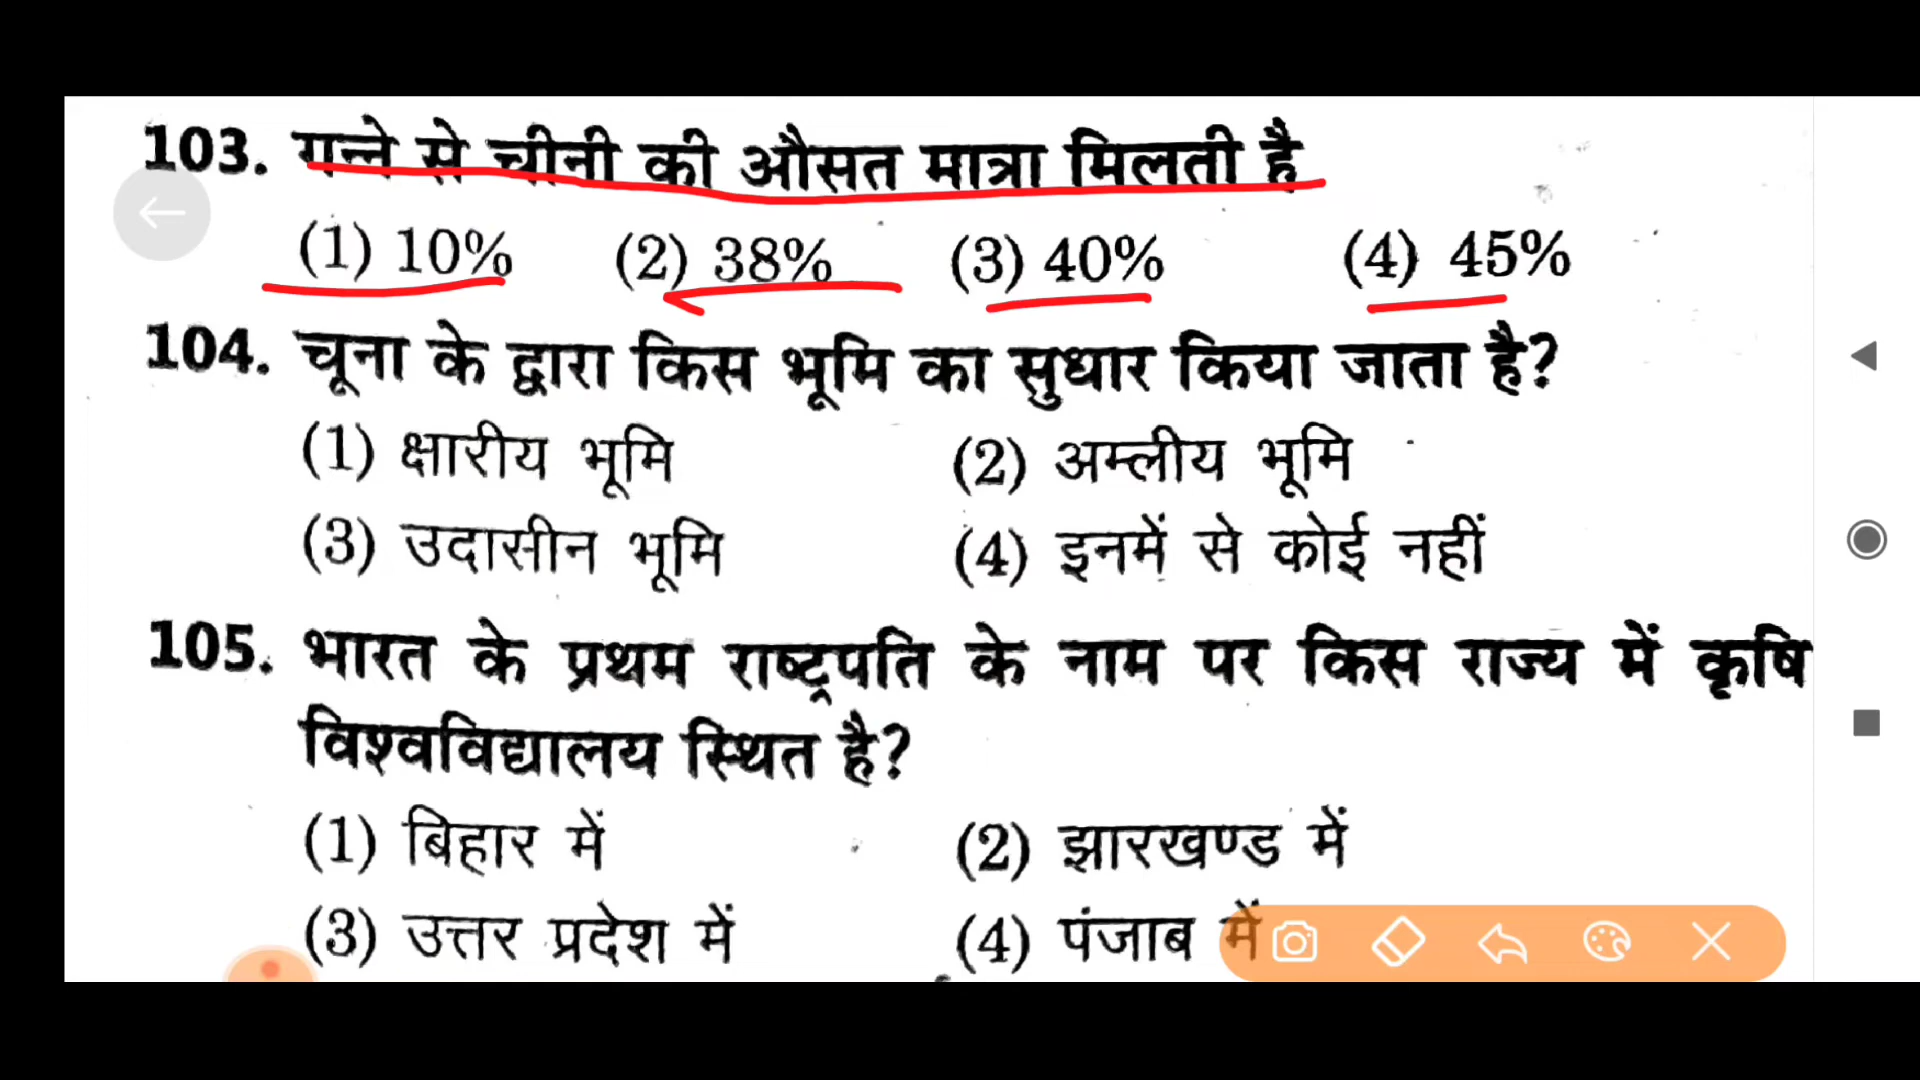 103. गन्ने से चीनी की औसत मात्रा मिलती है
(1) 10% (2) 38% (3) 40% (4) 45%
104. चूना के द्वारा किस भूमि का सुधार किया जाता है?
(1) क्षारीय भूमि (2) अम्लीय भूमि
(3) उदासीन भूमि (4) इनमें से कोई नहीं
105. भारत के प्रथम राष्ट्रपति के नाम पर किस राज्य में कृषि
विश्वविद्यालय स्थित है?
(1) बिहार में (2) झारखण्ड में
(3) उत्तर प्रदेश में (4) पंजाब में